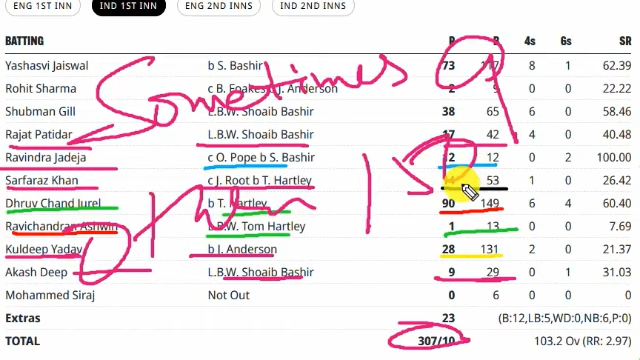 ENG 1ST INN IND 1ST INN ENG 2ND INNS IND 2ND INNS
BATTING R B 4s 6s SR
Yashasvi Jaiswal b S. Bashir 73 117 8 1 62.39
Rohit Sharma c B. Foakes b J. Anderson 2 9 0 0 22.22
Shubman Gill L.B.W. Shoaib Bashir 38 65 6 0 58.46
Sometimes
Rajat Patidar L.B.W. Shoaib Bashir 17 42 4 0 40.48
Ravindra Jadeja c O. Pope b S. Bashir 12 12 0 2 100.00
Sarfaraz Khan c J. Root b T. Hartley 53 1 0 26.42
Dhruv Chand Jurel b T. Hartley 90 149 6 4 60.40
Ravichandran Ashwin L.B.W. Tom Hartley 1 13 0 0 7.69
Kuldeep Yadav b J. Anderson 28 131 2 0 21.37
Akash Deep L.B.W. Shoaib Bashir 9 29 0 1 31.03
Mohammed Siraj Not Out 0 6 0 0 0.00
Extras 23 (B:12,LB:5,WD:0,NB:6,P:0)
TOTAL 307/10 103.2 Ov (RR: 2.97)